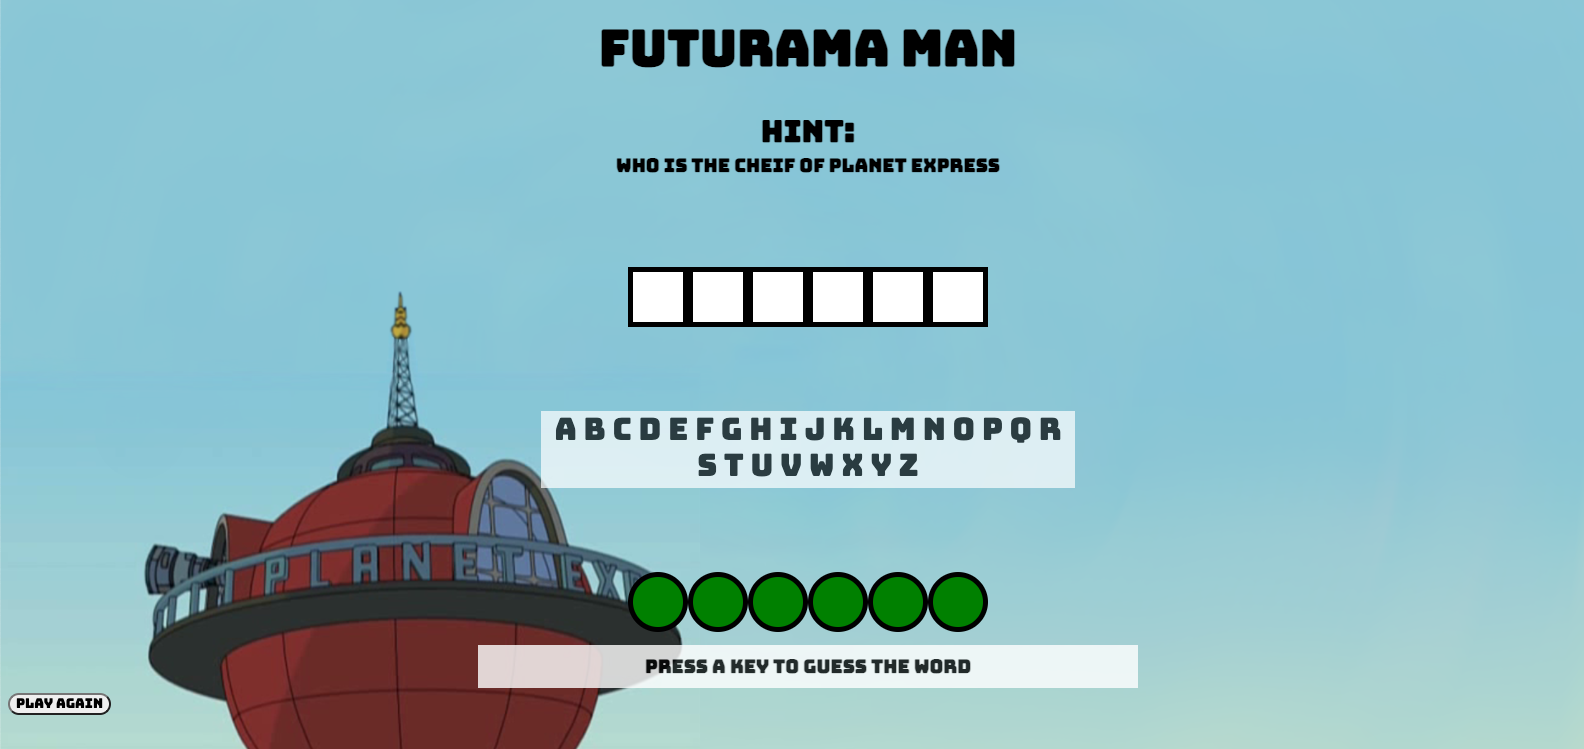 FUTURAMA MAN
HINT:
WHO IS THE CHEIF OF PLANET EXPRESS
A B C D E F G H I J K L M N O P Q R
S T U V W X Y Z
PLANET EX
PRESS A KEY TO GUESS THE WORD
PLAY AGAIN